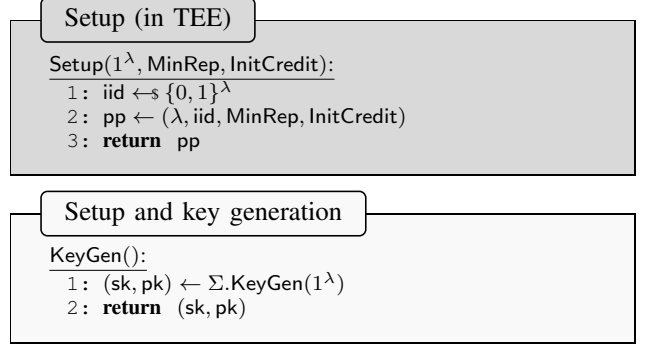 Setup (in TEE)
Setup(1^λ, MinRep, InitCredit):
1: iid ←$ {0, 1}^λ
2: pp ← (λ, iid, MinRep, InitCredit)
3: return pp
Setup and key generation
KeyGen():
1: (sk, pk) ← Σ.KeyGen(1^λ)
2: return (sk, pk)